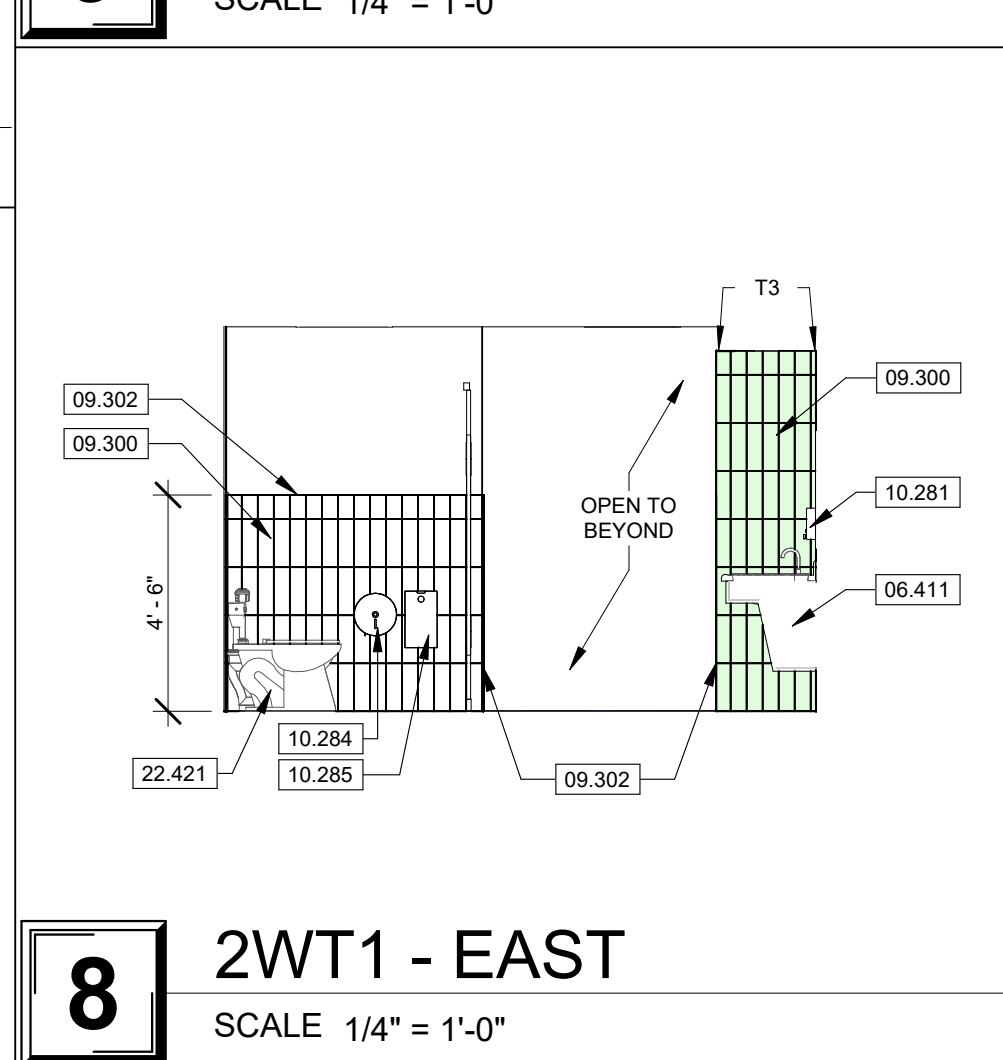 SCALE 1/4" = 1'-0"
T3
09.302
09.300
09.300
10.281
OPEN TO
BEYOND
06.411
4' - 6"
10.284
22.421
10.285
09.302
8
2WT1 - EAST
SCALE 1/4" = 1'-0"